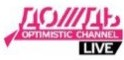 ДОЖДЬ
OPTIMISTIC CHANNEL
LIVE